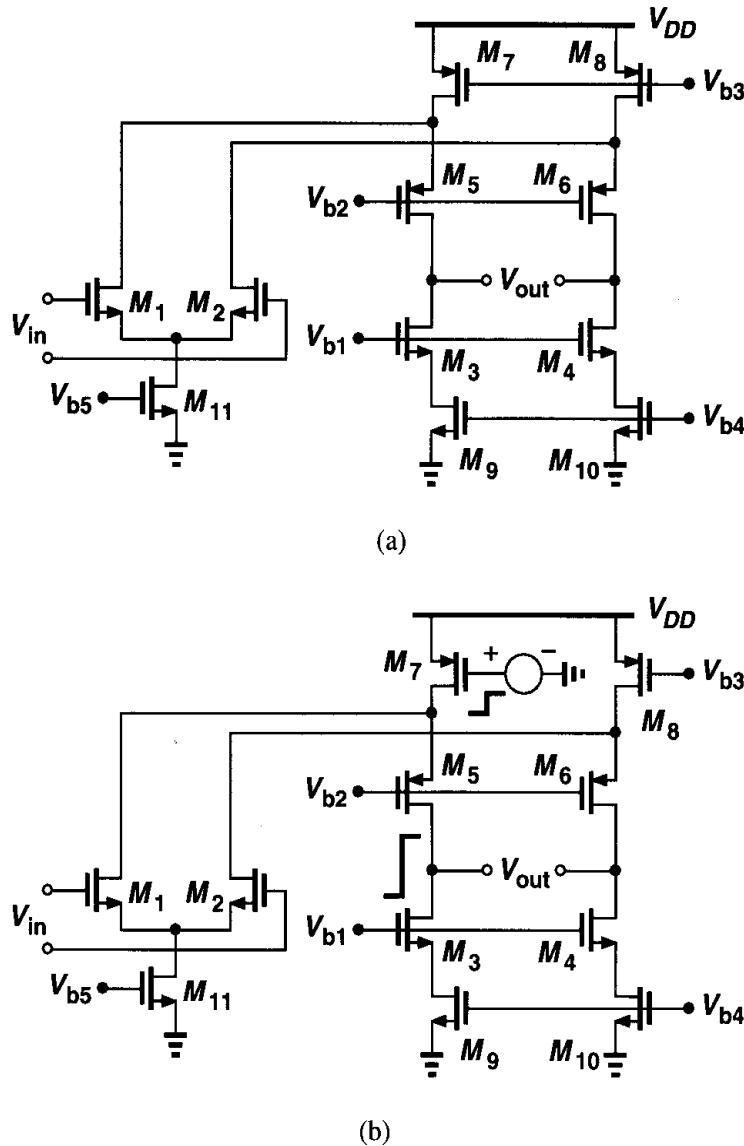 V_DD
M_7 M_8
V_b3
M_5 M_6
V_b2
V_out
M_1 M_2
V_in
V_b1
M_3 M_4
V_b5 M_11
V_b4
M_9 M_10
(a)
V_DD
M_7 + −
V_b3
M_8
M_5 M_6
V_b2
V_out
M_1 M_2
V_in
V_b1
M_3 M_4
V_b5 M_11
V_b4
M_9 M_10
(b)